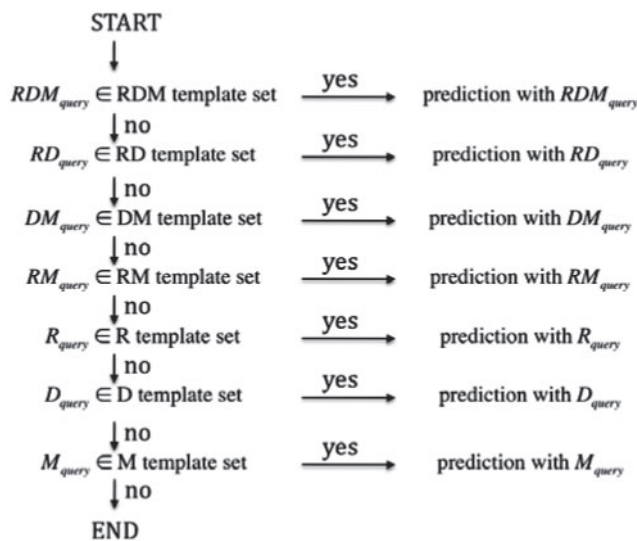 START
yes
RDM_query ∈ RDM template set prediction with RDM_query
no
yes
RD_query ∈ RD template set prediction with RD_query
no
yes
DM_query ∈ DM template set prediction with DM_query
no
yes
RM_query ∈ RM template set prediction with RM_query
no
yes
R_query ∈ R template set prediction with R_query
no
yes
D_query ∈ D template set prediction with D_query
no
yes
M_query ∈ M template set prediction with M_query
no
END